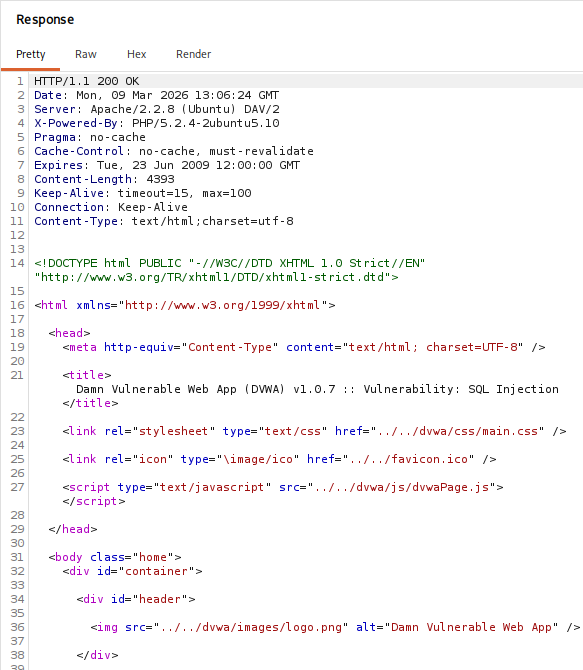 Response
Pretty Raw Hex Render
1 HTTP/1.1 200 OK
2 Date: Mon, 09 Mar 2026 13:06:24 GMT
3 Server: Apache/2.2.8 (Ubuntu) DAV/2
4 X-Powered-By: PHP/5.2.4-2ubuntu5.10
5 Pragma: no-cache
6 Cache-Control: no-cache, must-revalidate
7 Expires: Tue, 23 Jun 2009 12:00:00 GMT
8 Content-Length: 4393
9 Keep-Alive: timeout=15, max=100
10 Connection: Keep-Alive
11 Content-Type: text/html;charset=utf-8
12
13
14 <!DOCTYPE html PUBLIC "-//W3C//DTD XHTML 1.0 Strict//EN"
"http://www.w3.org/TR/xhtml1/DTD/xhtml1-strict.dtd">
15
16 <html xmlns="http://www.w3.org/1999/xhtml">
17
18 <head>
19 <meta http-equiv="Content-Type" content="text/html; charset=UTF-8" />
20
21 <title>
Damn Vulnerable Web App (DVWA) v1.0.7 :: Vulnerability: SQL Injection
</title>
22
23 <link rel="stylesheet" type="text/css" href="../../dvwa/css/main.css" />
24
25 <link rel="icon" type="\image/ico" href="../../favicon.ico" />
26
27 <script type="text/javascript" src="../../dvwa/js/dvwaPage.js">
</script>
28
29 </head>
30
31 <body class="home">
32 <div id="container">
33
34 <div id="header">
35
36 <img src="../../dvwa/images/logo.png" alt="Damn Vulnerable Web App" />
37
38 </div>
39